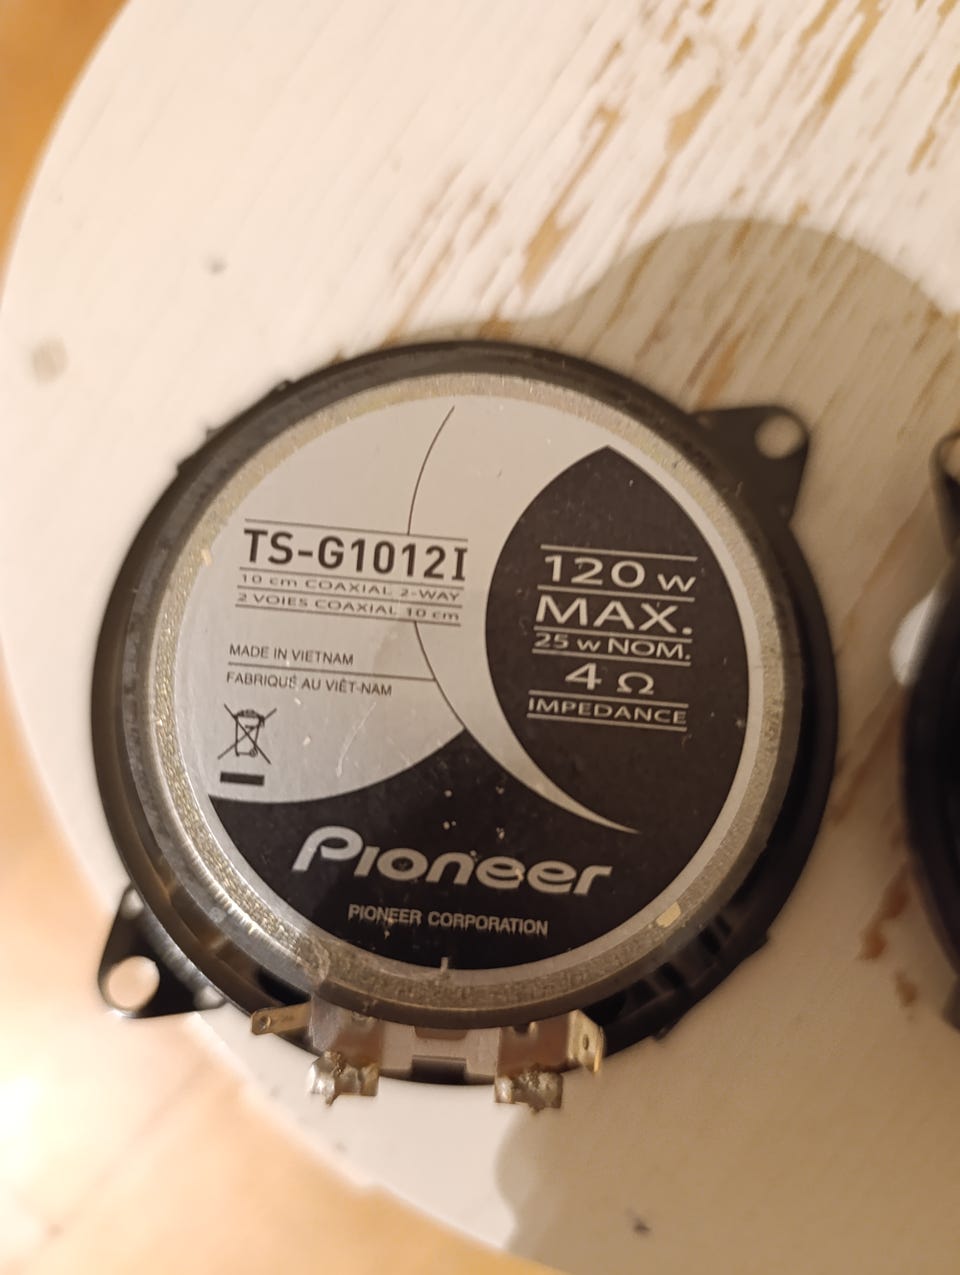 TS-G1012I
10 cm COAXIAL 2-WAY
2 VOIES COAXIAL 10 cm
MADE IN VIETNAM
FABRIQUÉ AU VIÊT-NAM
120 w
MAX.
25 w NOM.
4 Ω
IMPEDANCE
Pioneer
PIONEER CORPORATION